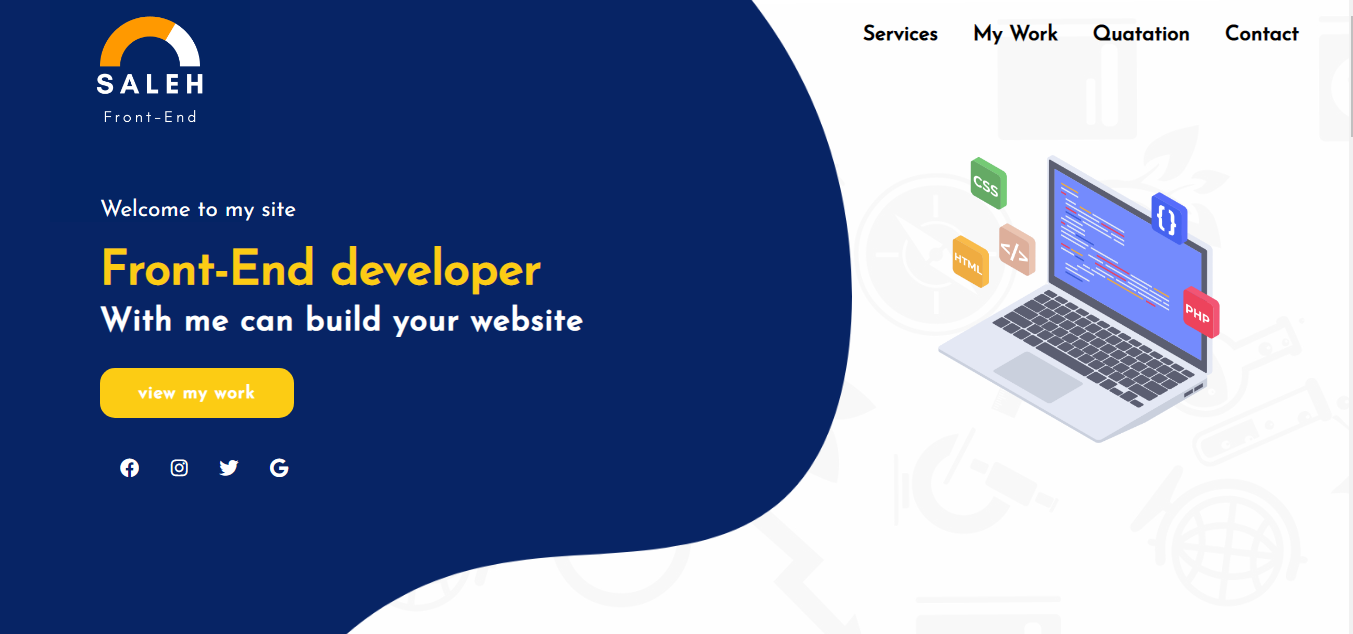 SALEH
Front-End
Services My Work Quatation Contact
Welcome to my site
Front-End developer
With me can build your website
view my work
CSS
HTML
</>
{}
PHP